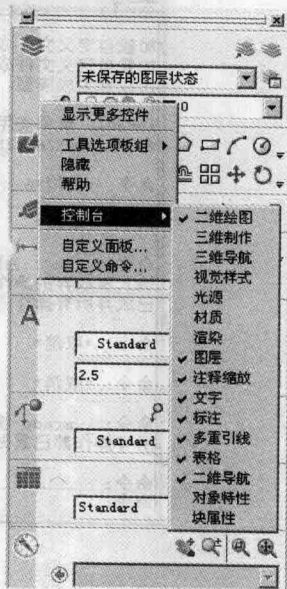 未保存的图层状态
0
显示更多控件
工具选项板组
隐藏
帮助
控制台
自定义面板...
自定义命令...
二维绘图
三维制作
三维导航
视觉样式
光源
材质
渲染
图层
注释缩放
文字
标注
多重引线
表格
二维导航
对象特性
块属性
A
Standard
2.5
Standard
Standard